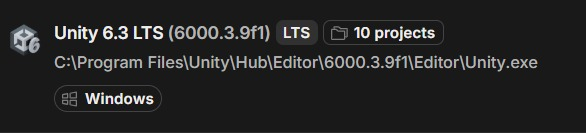 Unity 6.3 LTS (6000.3.9f1) LTS 10 projects
C:\Program Files\Unity\Hub\Editor\6000.3.9f1\Editor\Unity.exe
Windows